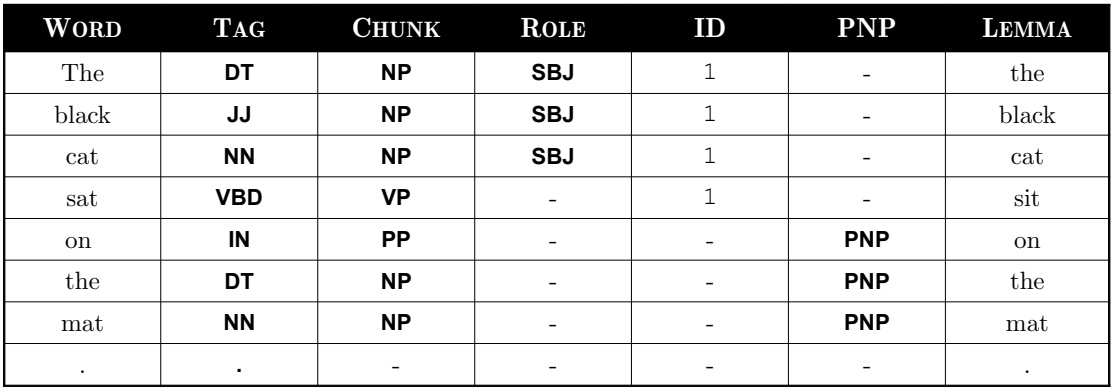 WORD TAG CHUNK ROLE ID PNP LEMMA
The DT NP SBJ 1 - the
black JJ NP SBJ 1 - black
cat NN NP SBJ 1 - cat
sat VBD VP - 1 - sit
on IN PP - - PNP on
the DT NP - - PNP the
mat NN NP - - PNP mat
. . - - - - .